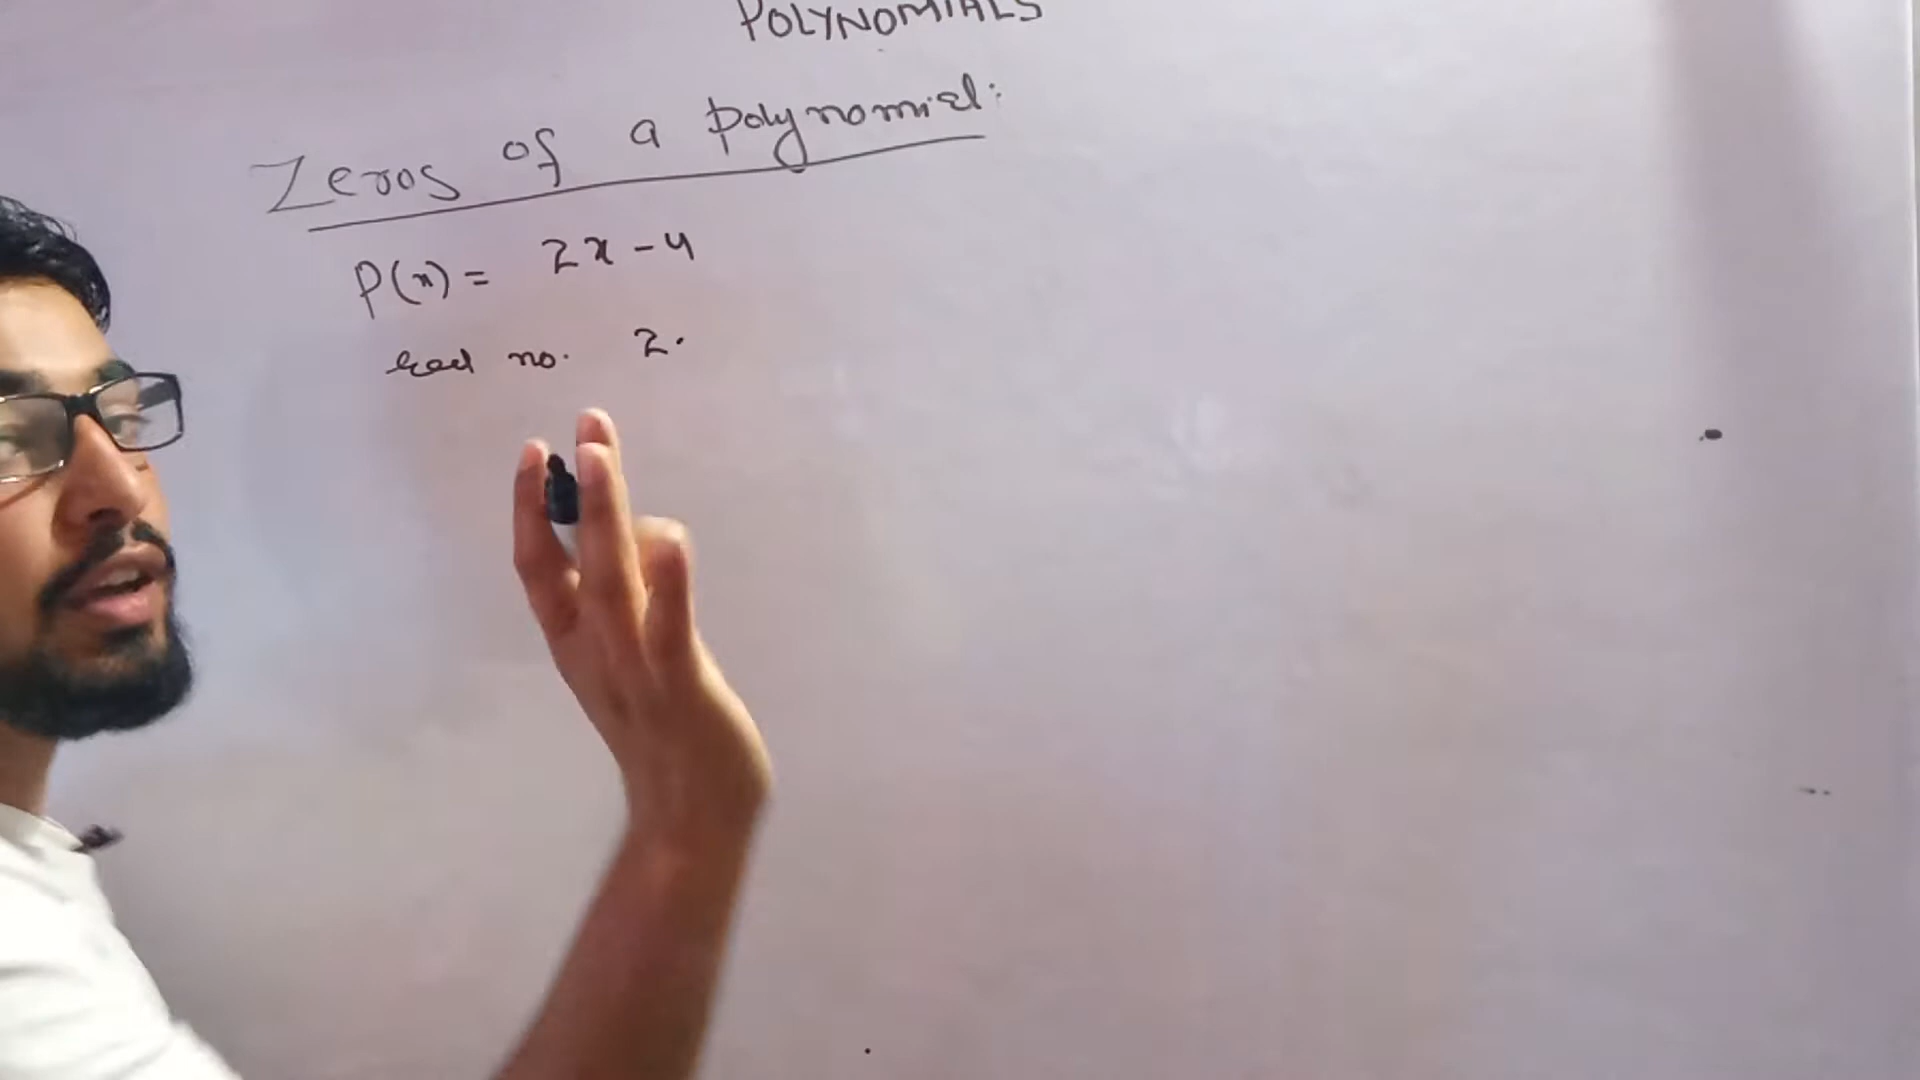 POLYNOMIALS
Zeros of a polynomial:
P(x) = 2x - 4
real no. 2.